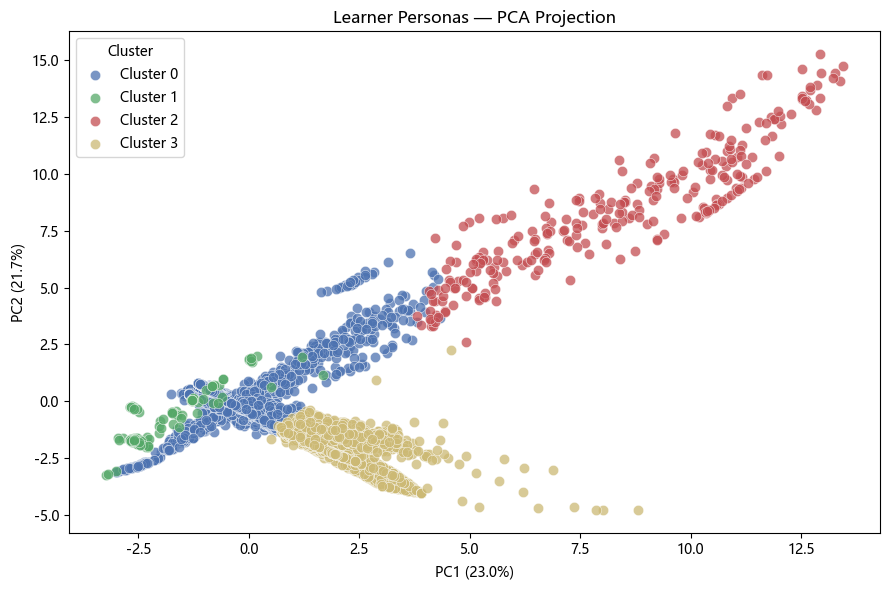 Learner Personas — PCA Projection
Cluster
Cluster 0
Cluster 1
Cluster 2
Cluster 3
15.0
12.5
10.0
7.5
5.0
2.5
0.0
-2.5
-5.0
PC2 (21.7%)
-2.5 0.0 2.5 5.0 7.5 10.0 12.5
PC1 (23.0%)